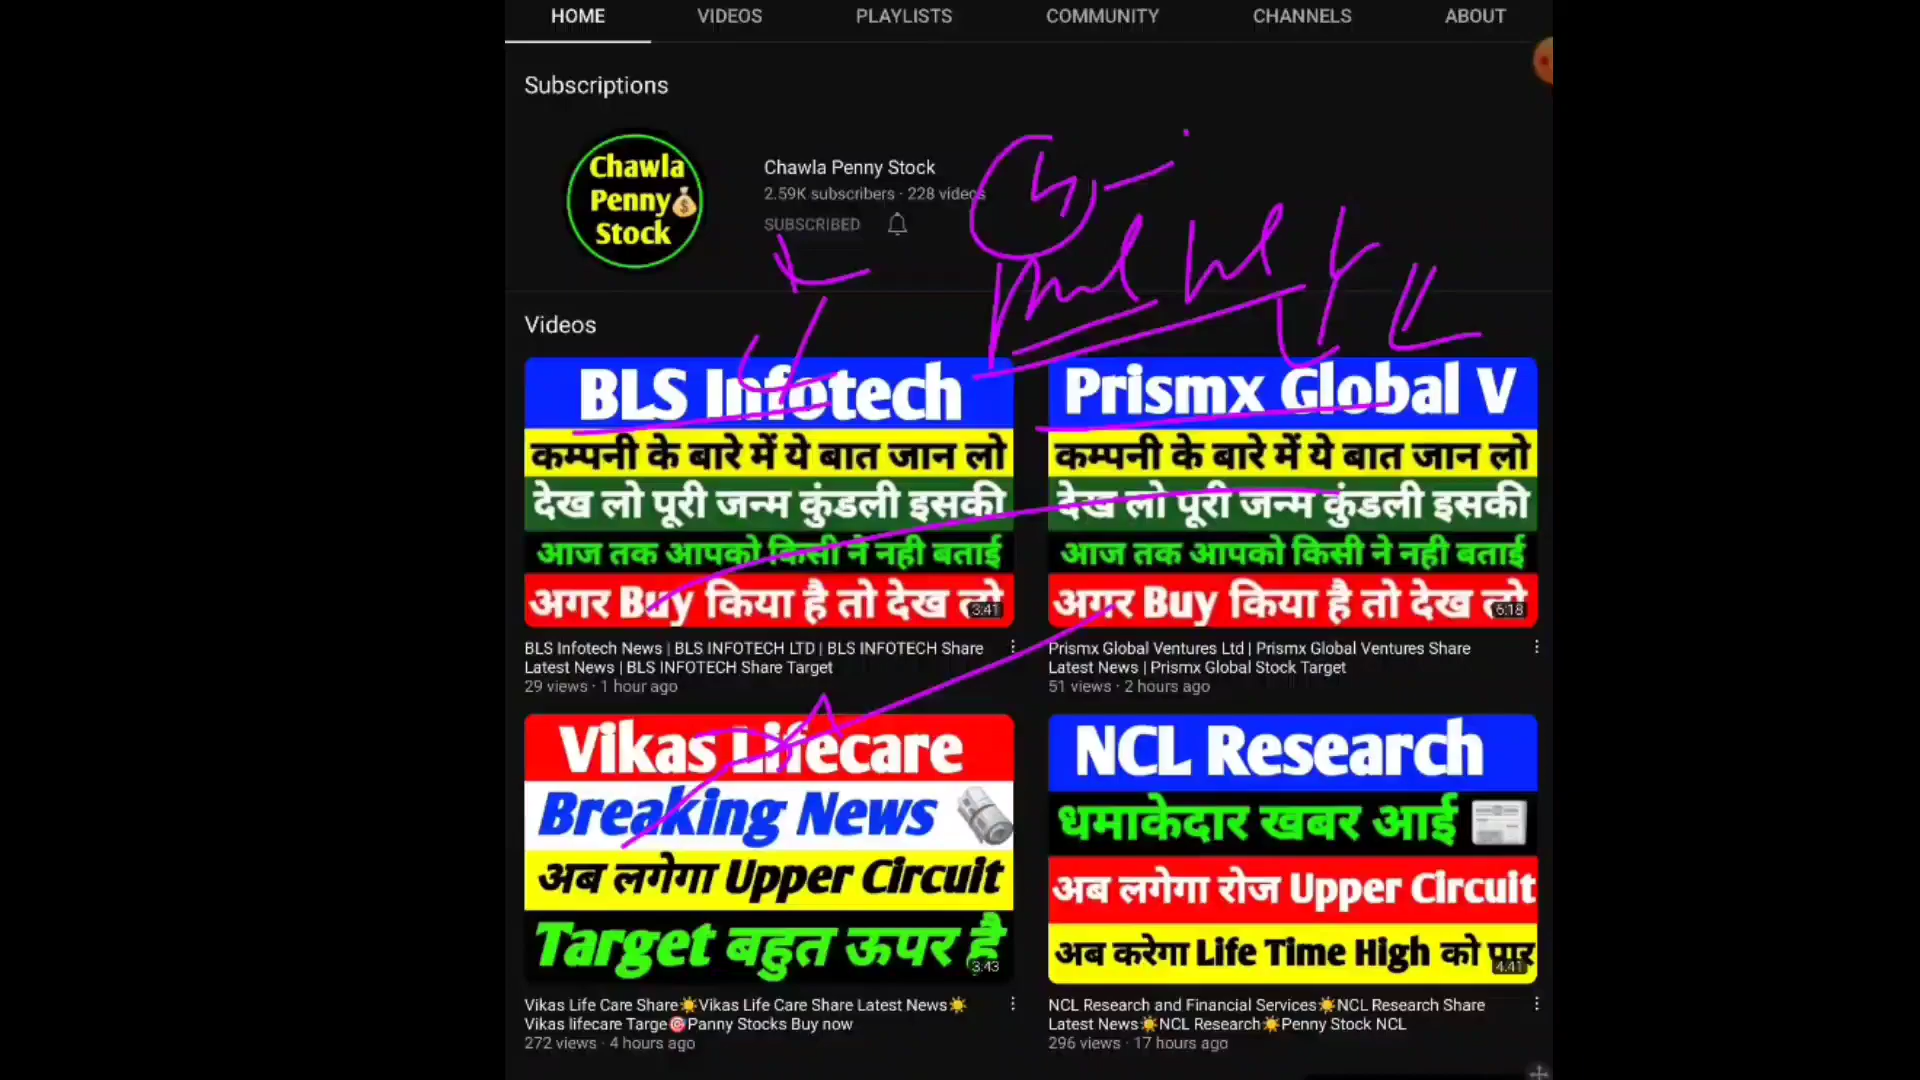 HOME VIDEOS PLAYLISTS COMMUNITY CHANNELS ABOUT
Subscriptions
Chawla
Penny💰
Stock
Chawla Penny Stock
2.59K subscribers · 228 videos
SUBSCRIBED
Videos
BLS Infotech
कम्पनी के बारे में ये बात जान लो
देख लो पूरी जन्म कुंडली इसकी
आज तक आपको किसी ने नही बताई
अगर Buy किया है तो देख लो
3:41
BLS Infotech News | BLS INFOTECH LTD | BLS INFOTECH Share
Latest News | BLS INFOTECH Share Target
29 views · 1 hour ago
Prismx Global V
कम्पनी के बारे में ये बात जान लो
देख लो पूरी जन्म कुंडली इसकी
आज तक आपको किसी ने नही बताई
अगर Buy किया है तो देख लो
6:18
Prismx Global Ventures Ltd | Prismx Global Ventures Share
Latest News | Prismx Global Stock Target
51 views · 2 hours ago
Vikas Lifecare
Breaking News 🗞️
अब लगेगा Upper Circuit
Target बहुत ऊपर है
3:43
Vikas Life Care Share☀️Vikas Life Care Share Latest News☀️
Vikas lifecare Targe🎯Panny Stocks Buy now
272 views · 4 hours ago
NCL Research
धमाकेदार खबर आई 📰
अब लगेगा रोज Upper Circuit
अब करेगा Life Time High को पार
4:41
NCL Research and Financial Services☀️NCL Research Share
Latest News☀️NCL Research☀️Penny Stock NCL
296 views · 17 hours ago